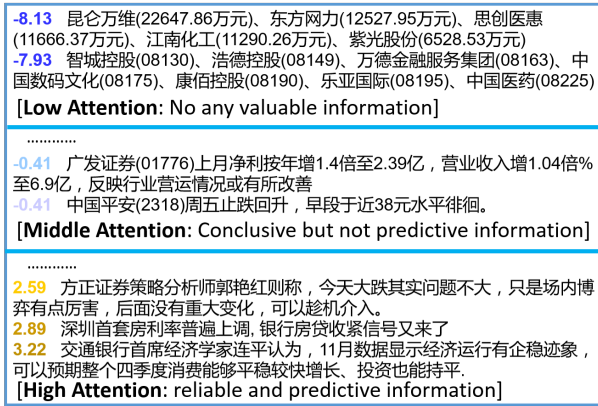 -8.13 昆仑万维(22647.86万元)、东方网力(12527.95万元)、思创医惠
(11666.37万元)、江南化工(11290.26万元)、紫光股份(6528.53万元)
-7.93 智城控股(08130)、浩德控股(08149)、万德金融服务集团(08163)、中
国数码文化(08175)、康佰控股(08190)、乐亚国际(08195)、中国医药(08225)
[Low Attention: No any valuable information]
…………
-0.41 广发证券(01776)上月净利按年增1.4倍至2.39亿，营业收入增1.04倍%
至6.9亿，反映行业营运情况或有所改善
-0.41 中国平安(2318)周五止跌回升，早段于近38元水平徘徊。
[Middle Attention: Conclusive but not predictive information]
…………
2.59 方正证券策略分析师郭艳红则称，今天大跌其实问题不大，只是场内博
弈有点厉害，后面没有重大变化，可以趁机介入。
2.89 深圳首套房利率普遍上调, 银行房贷收紧信号又来了
3.22 交通银行首席经济学家连平认为，11月数据显示经济运行有企稳迹象，
可以预期整个四季度消费能够平稳较快增长、投资也能持平.
[High Attention: reliable and predictive information]